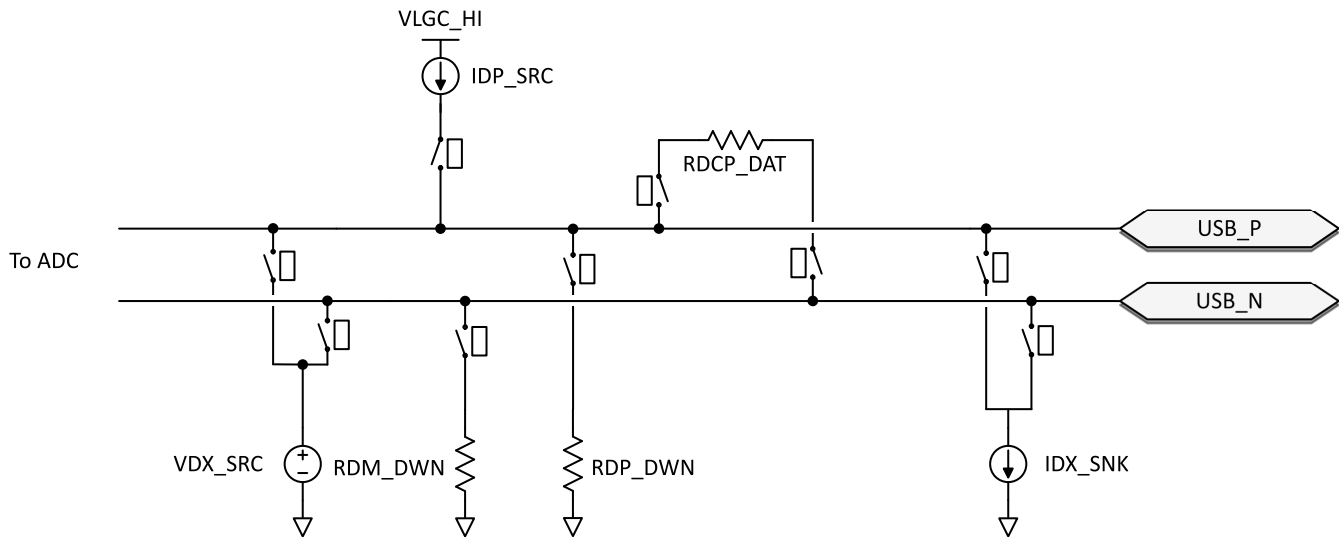 VLGC_HI
IDP_SRC
RDCP_DAT
USB_P
To ADC
USB_N
VDX_SRC
RDM_DWN
RDP_DWN
IDX_SNK